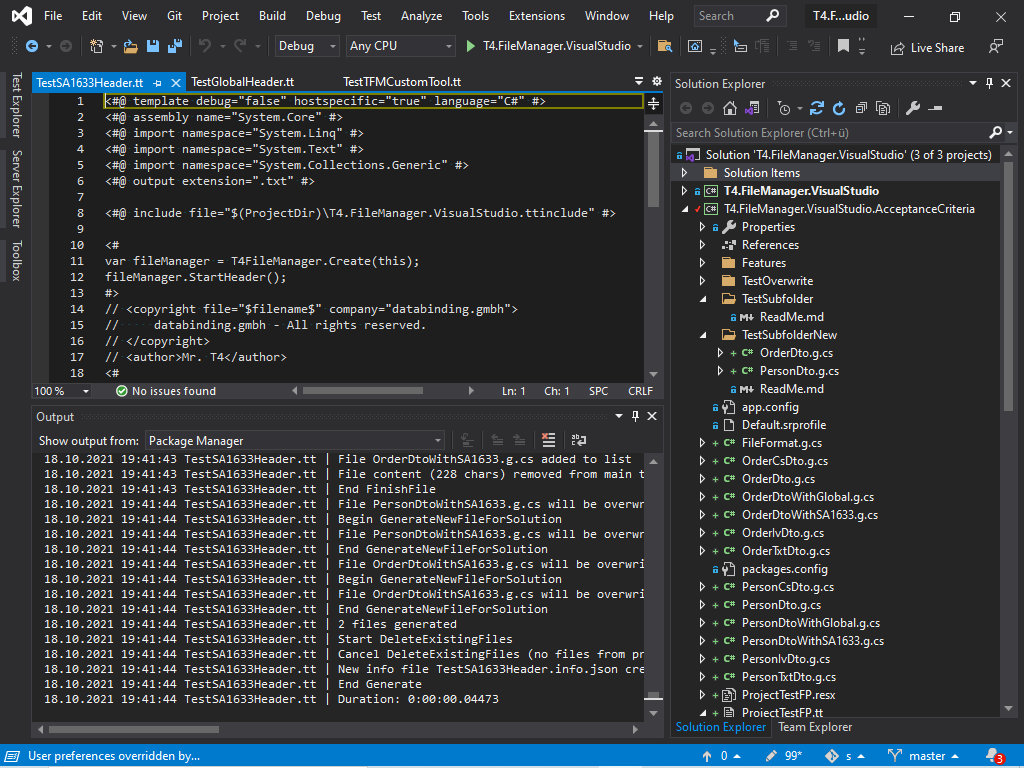 File Edit View Git Project Build Debug Test Analyze Tools Extensions Window Help Search T4.F...udio
Debug Any CPU T4.FileManager.VisualStudio Live Share
Test Explorer
Server Explorer
Toolbox
TestSA1633Header.tt TestGlobalHeader.tt TestTFMCustomTool.tt
1 <#@ template debug="false" hostspecific="true" language="C#" #>
2 <#@ assembly name="System.Core" #>
3 <#@ import namespace="System.Linq" #>
4 <#@ import namespace="System.Text" #>
5 <#@ import namespace="System.Collections.Generic" #>
6 <#@ output extension=".txt" #>
7
8 <#@ include file="$(ProjectDir)\T4.FileManager.VisualStudio.ttinclude" #>
9
10 <#
11 var fileManager = T4FileManager.Create(this);
12 fileManager.StartHeader();
13 #>
14 // <copyright file="$filename$" company="databinding.gmbh">
15 //     databinding.gmbh - All rights reserved.
16 // </copyright>
17 // <author>Mr. T4</author>
18 <#
100 % No issues found Ln: 1 Ch: 1 SPC CRLF
Output
Show output from: Package Manager
18.10.2021 19:41:43 TestSA1633Header.tt | File OrderDtoWithSA1633.g.cs added to list
18.10.2021 19:41:43 TestSA1633Header.tt | File content (228 chars) removed from main t
18.10.2021 19:41:43 TestSA1633Header.tt | End FinishFile
18.10.2021 19:41:44 TestSA1633Header.tt | File PersonDtoWithSA1633.g.cs will be overwr
18.10.2021 19:41:44 TestSA1633Header.tt | Begin GenerateNewFileForSolution
18.10.2021 19:41:44 TestSA1633Header.tt | File PersonDtoWithSA1633.g.cs will be overwr
18.10.2021 19:41:44 TestSA1633Header.tt | End GenerateNewFileForSolution
18.10.2021 19:41:44 TestSA1633Header.tt | File OrderDtoWithSA1633.g.cs will be overwri
18.10.2021 19:41:44 TestSA1633Header.tt | Begin GenerateNewFileForSolution
18.10.2021 19:41:44 TestSA1633Header.tt | File OrderDtoWithSA1633.g.cs will be overwri
18.10.2021 19:41:44 TestSA1633Header.tt | End GenerateNewFileForSolution
18.10.2021 19:41:44 TestSA1633Header.tt | 2 files generated
18.10.2021 19:41:44 TestSA1633Header.tt | Start DeleteExistingFiles
18.10.2021 19:41:44 TestSA1633Header.tt | Cancel DeleteExistingFiles (no files from pr
18.10.2021 19:41:44 TestSA1633Header.tt | New info file TestSA1633Header.info.json cre
18.10.2021 19:41:44 TestSA1633Header.tt | End Generate
18.10.2021 19:41:44 TestSA1633Header.tt | Duration: 0:00:00.04473
Solution Explorer
Search Solution Explorer (Ctrl+ü)
Solution 'T4.FileManager.VisualStudio' (3 of 3 projects)
Solution Items
C# T4.FileManager.VisualStudio
C# T4.FileManager.VisualStudio.AcceptanceCriteria
Properties
References
Features
TestOverwrite
TestSubfolder
M ReadMe.md
TestSubfolderNew
+ C# OrderDto.g.cs
+ C# PersonDto.g.cs
M ReadMe.md
app.config
Default.srprofile
+ C# FileFormat.g.cs
+ C# OrderCsDto.g.cs
+ C# OrderDto.g.cs
+ C# OrderDtoWithGlobal.g.cs
+ C# OrderDtoWithSA1633.g.cs
+ C# OrderIvDto.g.cs
+ C# OrderTxtDto.g.cs
packages.config
+ C# PersonCsDto.g.cs
+ C# PersonDto.g.cs
+ C# PersonDtoWithGlobal.g.cs
+ C# PersonDtoWithSA1633.g.cs
+ C# PersonIvDto.g.cs
+ C# PersonTxtDto.g.cs
+ ProjectTestFP.resx
+ ProjectTestFP.tt
Solution Explorer Team Explorer
User preferences overridden by... 0 99* s master 3